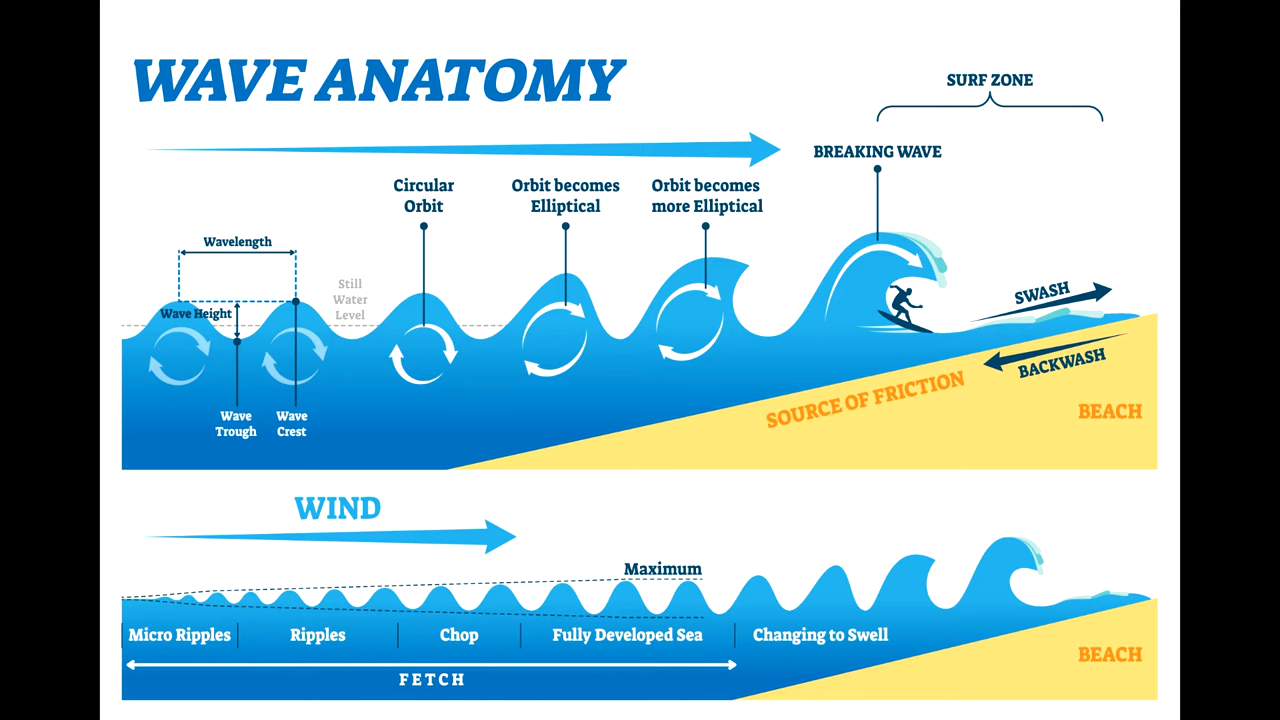 WAVE ANATOMY
SURF ZONE
BREAKING WAVE
Circular
Orbit
Orbit becomes
Elliptical
Orbit becomes
more Elliptical
Wavelength
Still
Water
Level
Wave Height
Wave
Trough
Wave
Crest
SWASH
BACKWASH
SOURCE OF FRICTION
BEACH
WIND
Maximum
Micro Ripples
Ripples
Chop
Fully Developed Sea
Changing to Swell
BEACH
FETCH